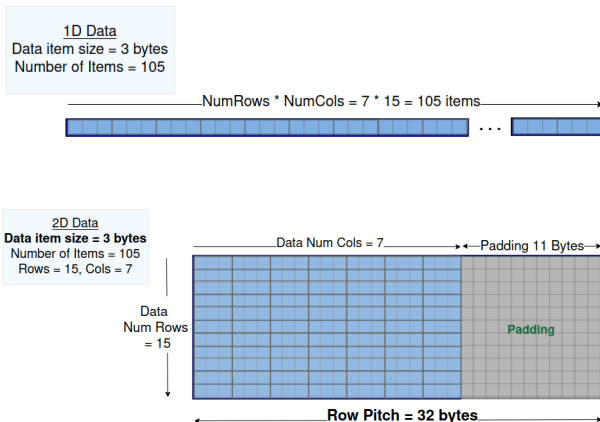 1D Data
Data item size = 3 bytes
Number of Items = 105
NumRows * NumCols = 7 * 15 = 105 items
. . .
2D Data
Data item size = 3 bytes
Number of Items = 105
Rows = 15, Cols = 7
Data Num Cols = 7
Padding 11 Bytes
Data
Num Rows
= 15
Padding
Row Pitch = 32 bytes